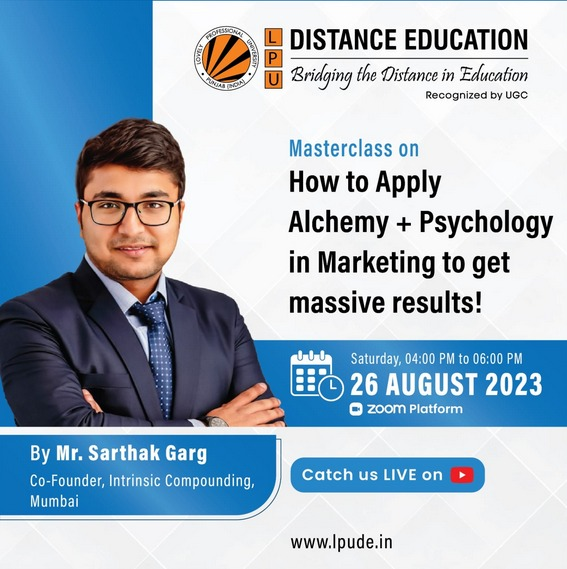 LOVELY PROFESSIONAL UNIVERSITY
PUNJAB (INDIA)
LPU
DISTANCE EDUCATION
Bridging the Distance in Education
Recognized by UGC
Masterclass on
How to Apply
Alchemy + Psychology
in Marketing to get
massive results!
Saturday, 04:00 PM to 06:00 PM
26 AUGUST 2023
zoom Platform
By Mr. Sarthak Garg
Co-Founder, Intrinsic Compounding,
Mumbai
Catch us LIVE on
www.lpude.in